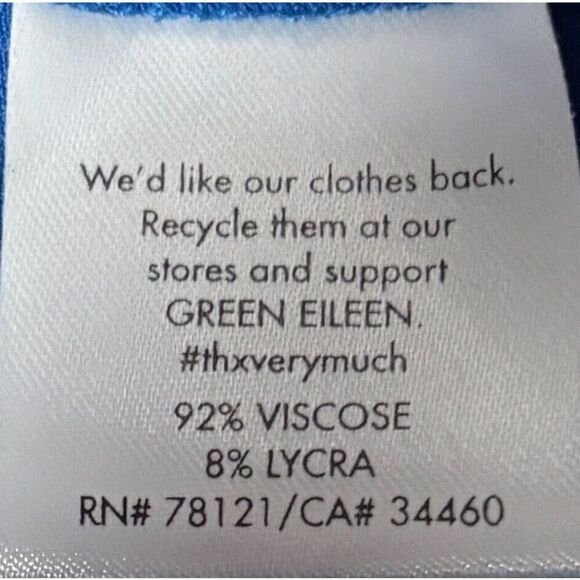 We'd like our clothes back.
Recycle them at our
stores and support
GREEN EILEEN.
#thxverymuch
92% VISCOSE
8% LYCRA
RN# 78121/CA# 34460